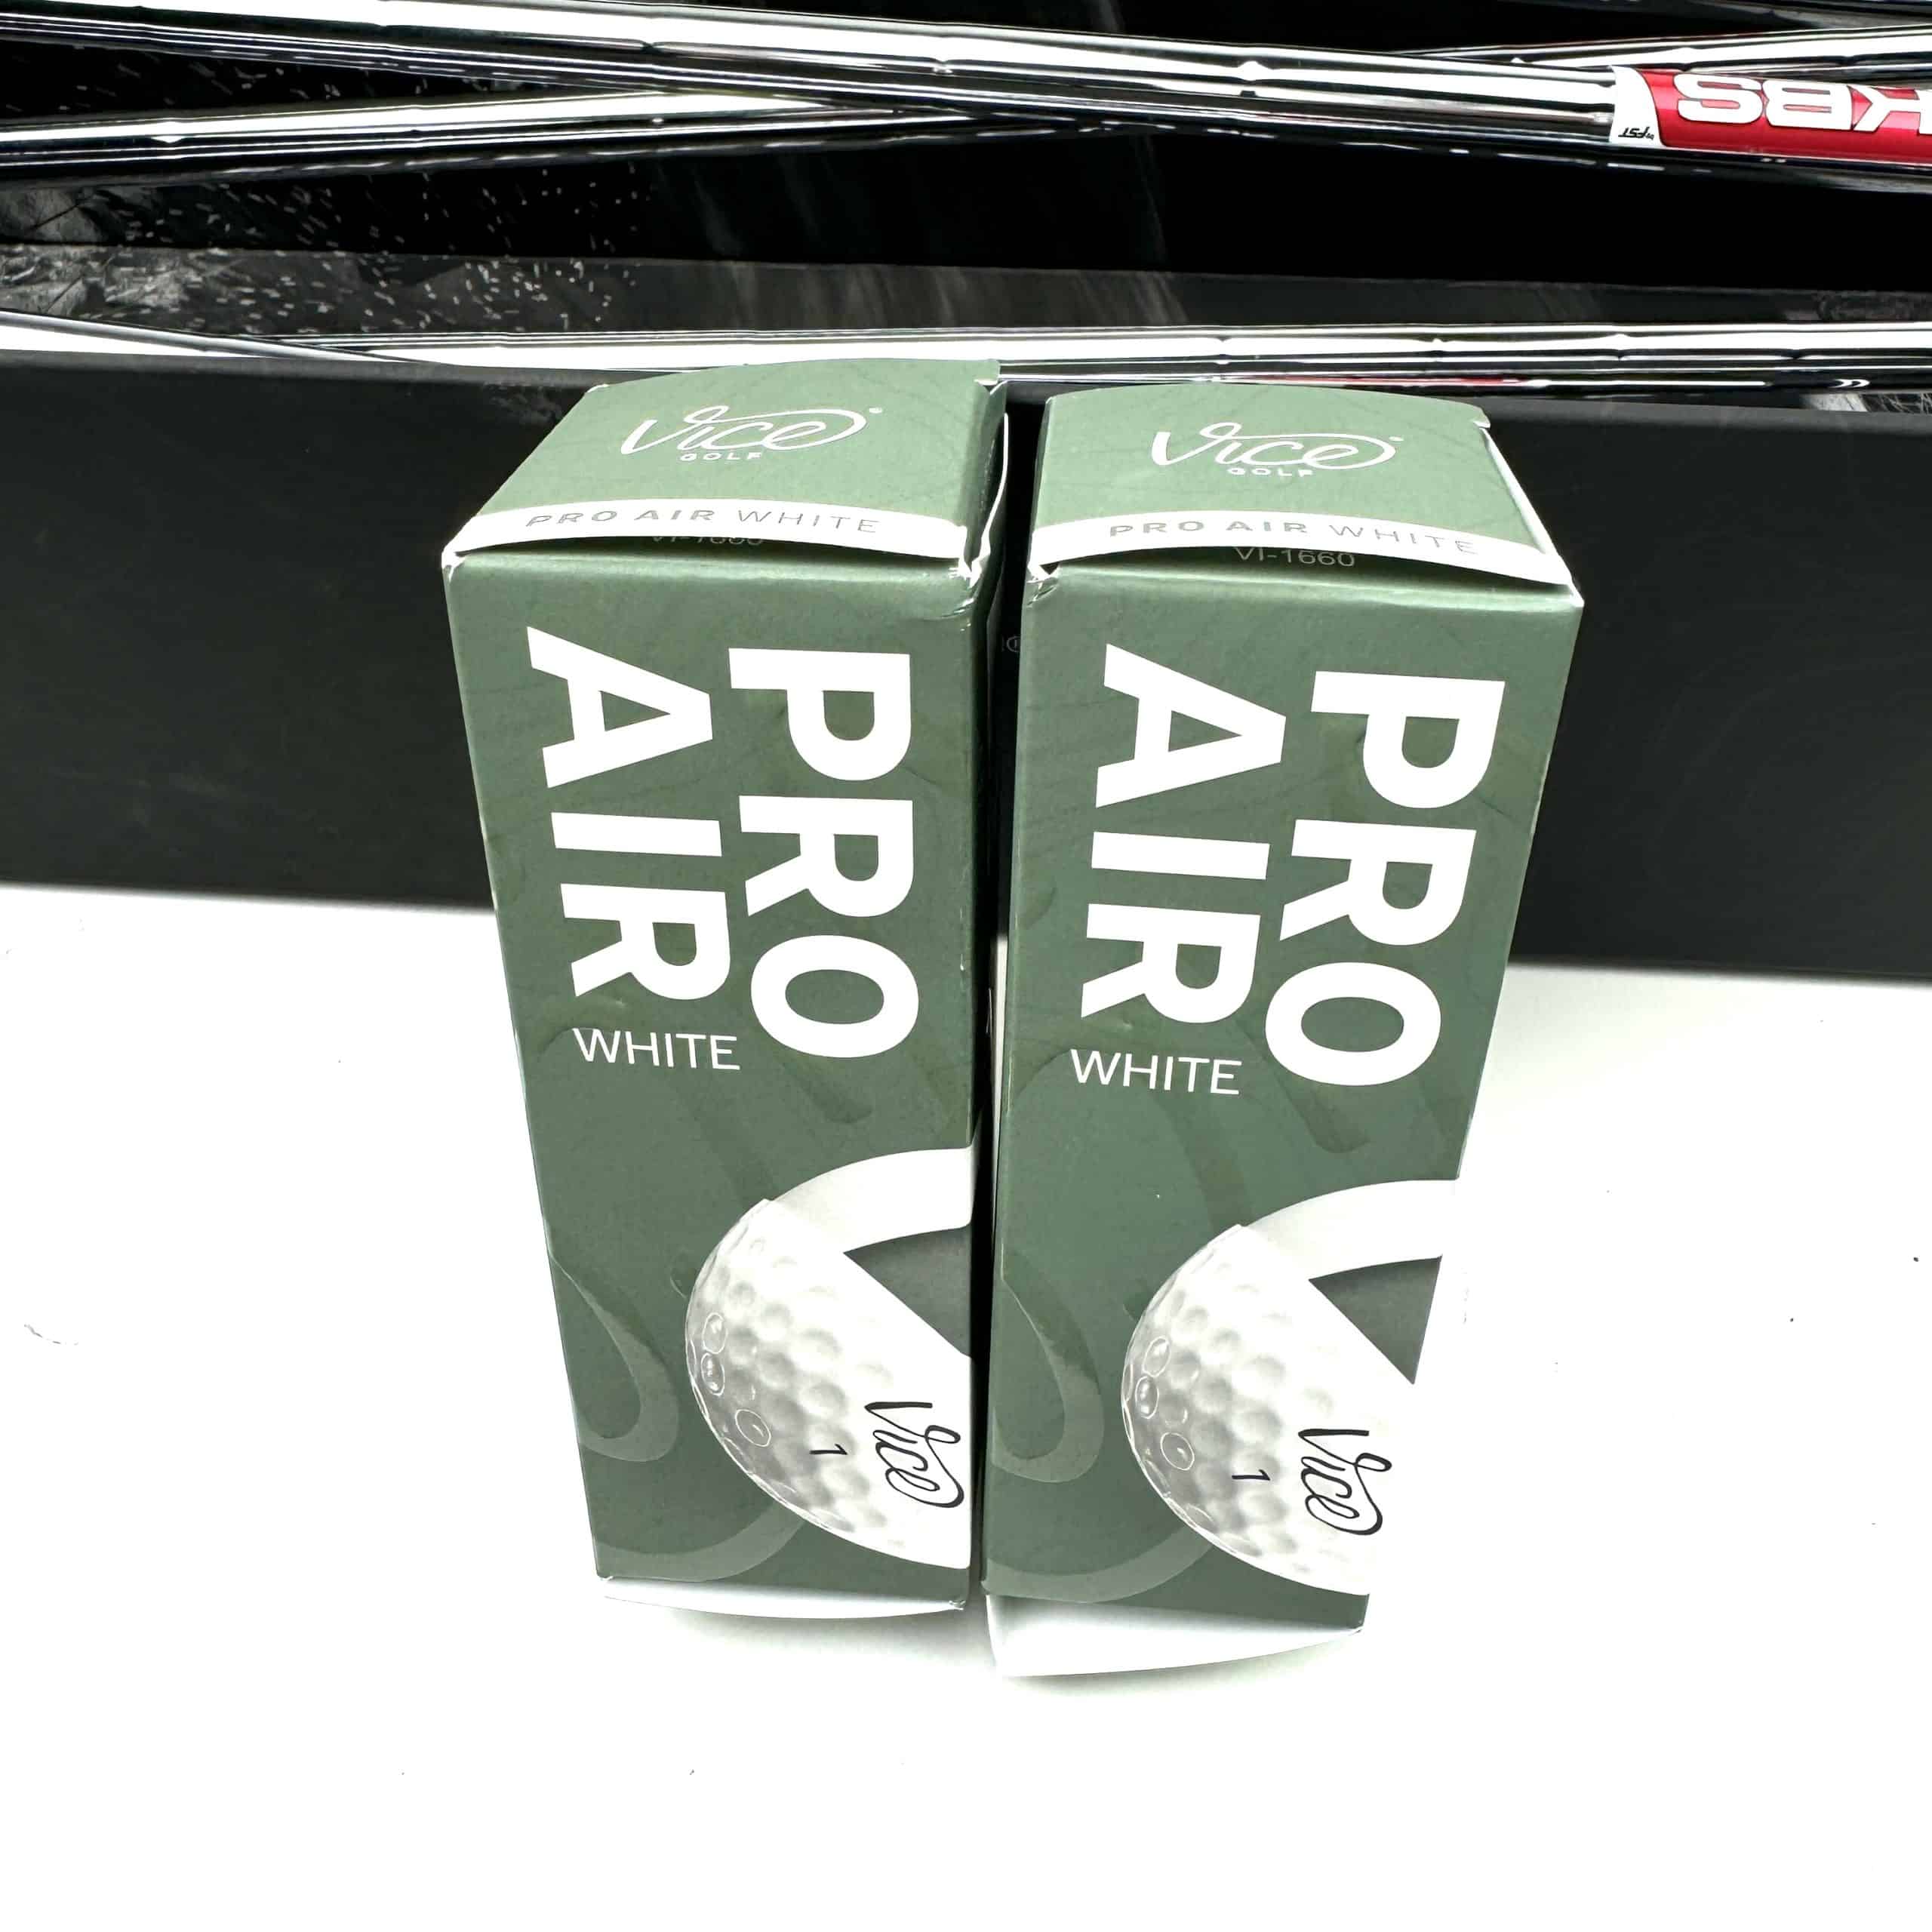 KBS
by FST
Vice
GOLF
PRO AIR WHITE
PRO
AIR
WHITE
Vice
1
Vice
GOLF
PRO AIR WHITE
VI-1660
PRO
AIR
WHITE
Vice
1